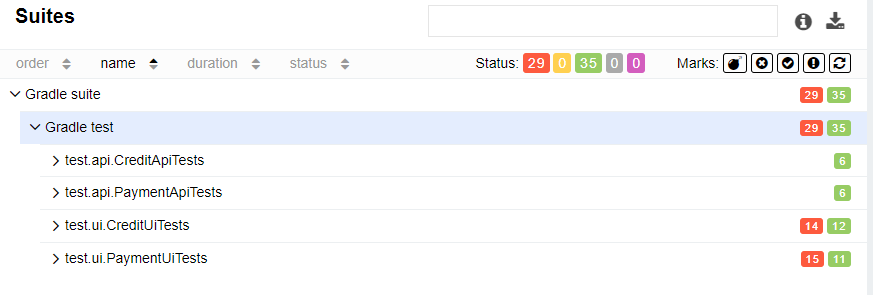 Suites
order name duration status Status: 29 0 35 0 0 Marks:
Gradle suite 29 35
Gradle test 29 35
test.api.CreditApiTests 6
test.api.PaymentApiTests 6
test.ui.CreditUiTests 14 12
test.ui.PaymentUiTests 15 11